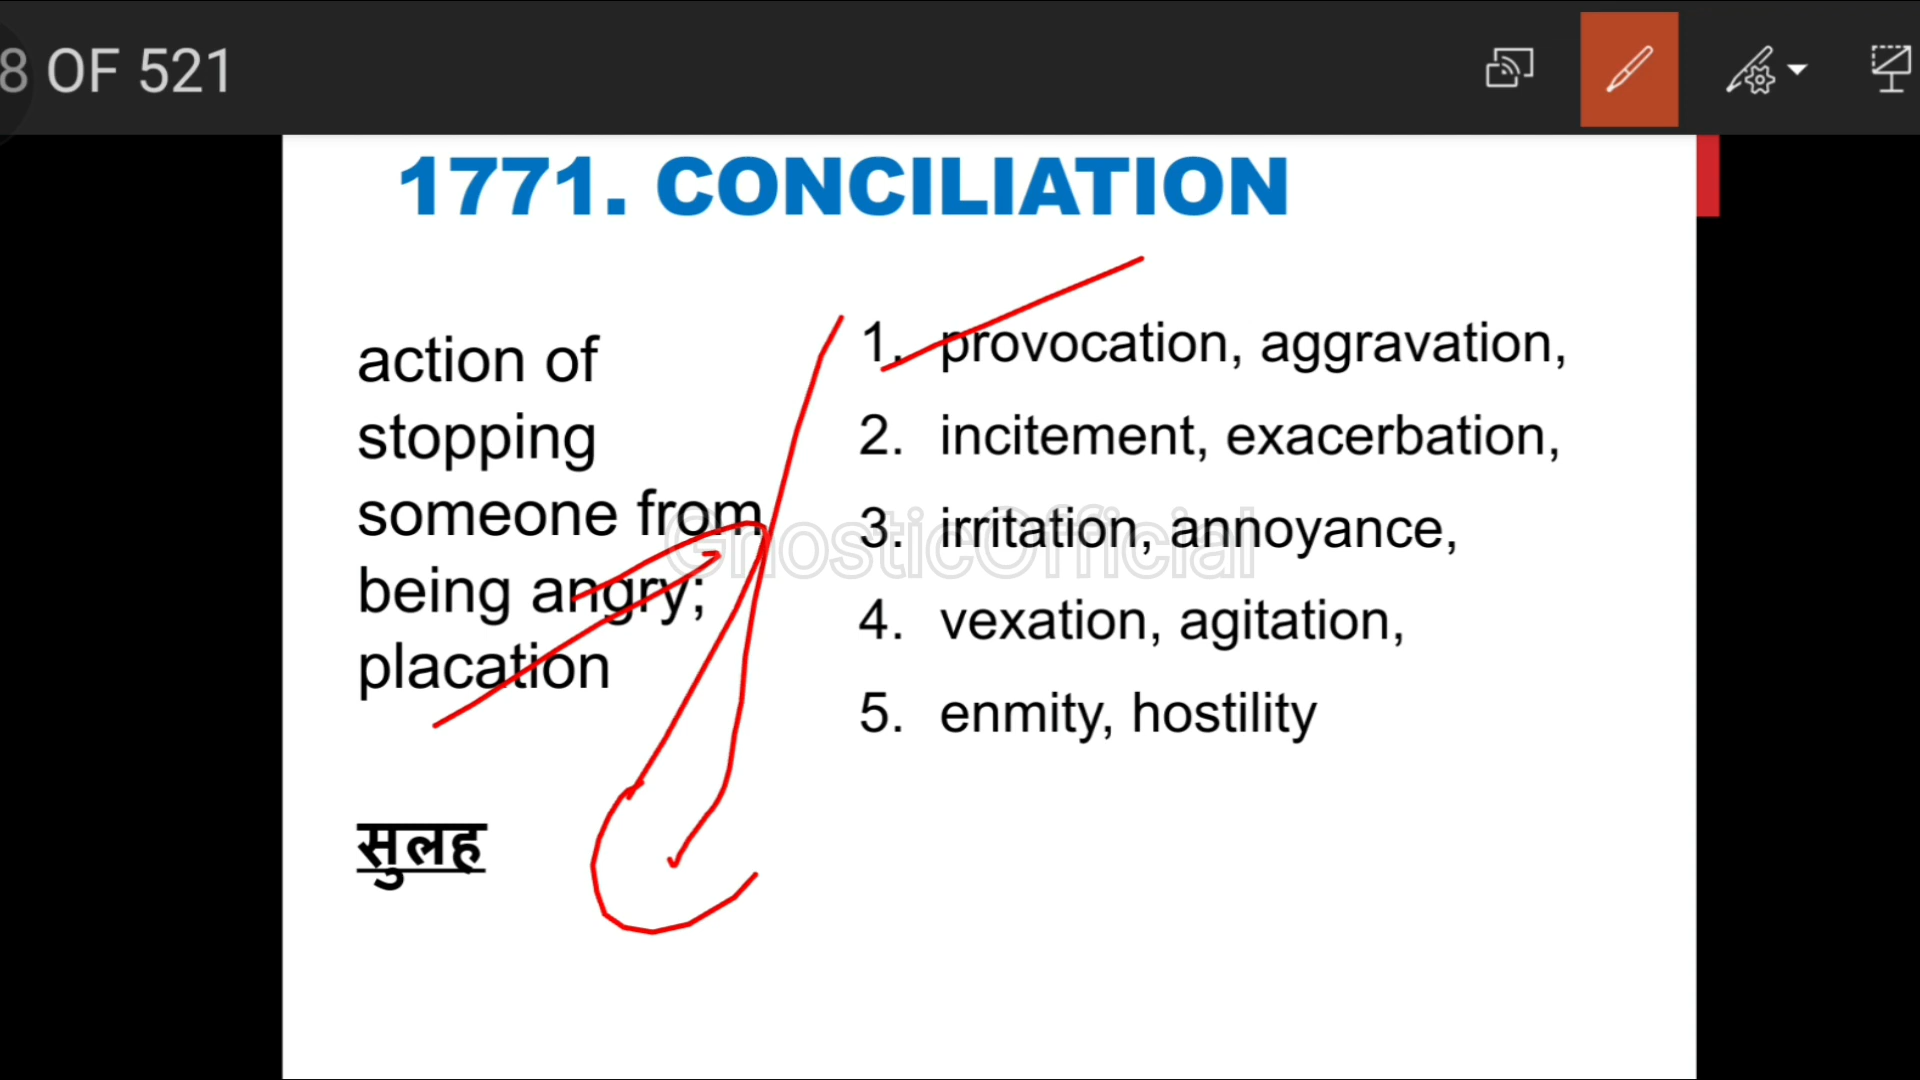 8 OF 521
1771. CONCILIATION
action of
stopping
someone from
being angry;
placation
सुलह
1. provocation, aggravation,
2. incitement, exacerbation,
3. irritation, annoyance,
4. vexation, agitation,
5. enmity, hostility
GnosticOfficial